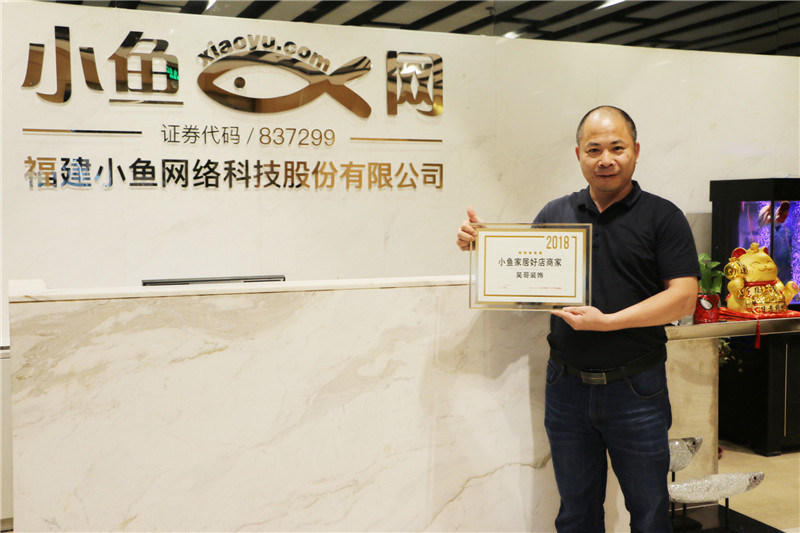 小鱼 xiaoyu.com 网
证券代码 / 837299
福建小鱼网络科技股份有限公司
2018
★★★★★
小鱼家居好店商家
吴哥装饰